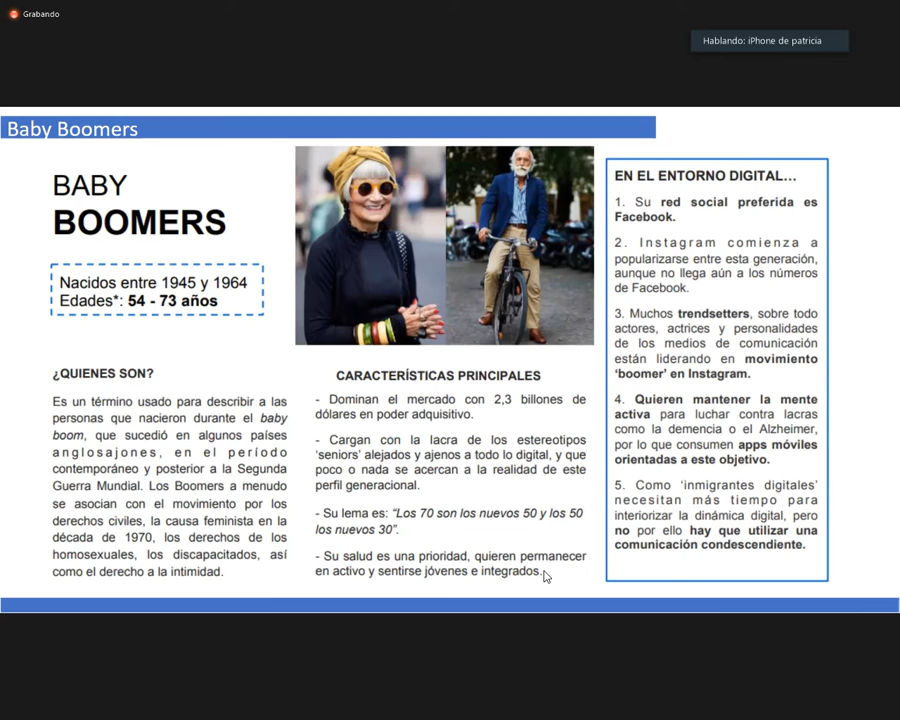 Grabando
Hablando: iPhone de patricia
Baby Boomers
BABY
BOOMERS
Nacidos entre 1945 y 1964
Edades*: 54 - 73 años
¿QUIENES SON?
Es un término usado para describir a las
personas que nacieron durante el baby
boom, que sucedió en algunos países
anglosajones, en el período
contemporáneo y posterior a la Segunda
Guerra Mundial. Los Boomers a menudo
se asocian con el movimiento por los
derechos civiles, la causa feminista en la
década de 1970, los derechos de los
homosexuales, los discapacitados, así
como el derecho a la intimidad.
CARACTERÍSTICAS PRINCIPALES
- Dominan el mercado con 2,3 billones de
dólares en poder adquisitivo.
- Cargan con la lacra de los estereotipos
‘seniors’ alejados y ajenos a todo lo digital, y que
poco o nada se acercan a la realidad de este
perfil generacional.
- Su lema es: “Los 70 son los nuevos 50 y los 50
los nuevos 30”.
- Su salud es una prioridad, quieren permanecer
en activo y sentirse jóvenes e integrados.
EN EL ENTORNO DIGITAL...
1. Su red social preferida es
Facebook.
2. Instagram comienza a
popularizarse entre esta generación,
aunque no llega aún a los números
de Facebook.
3. Muchos trendsetters, sobre todo
actores, actrices y personalidades
de los medios de comunicación
están liderando en movimiento
‘boomer’ en Instagram.
4. Quieren mantener la mente
activa para luchar contra lacras
como la demencia o el Alzheimer,
por lo que consumen apps móviles
orientadas a este objetivo.
5. Como ‘inmigrantes digitales’
necesitan más tiempo para
interiorizar la dinámica digital, pero
no por ello hay que utilizar una
comunicación condescendiente.